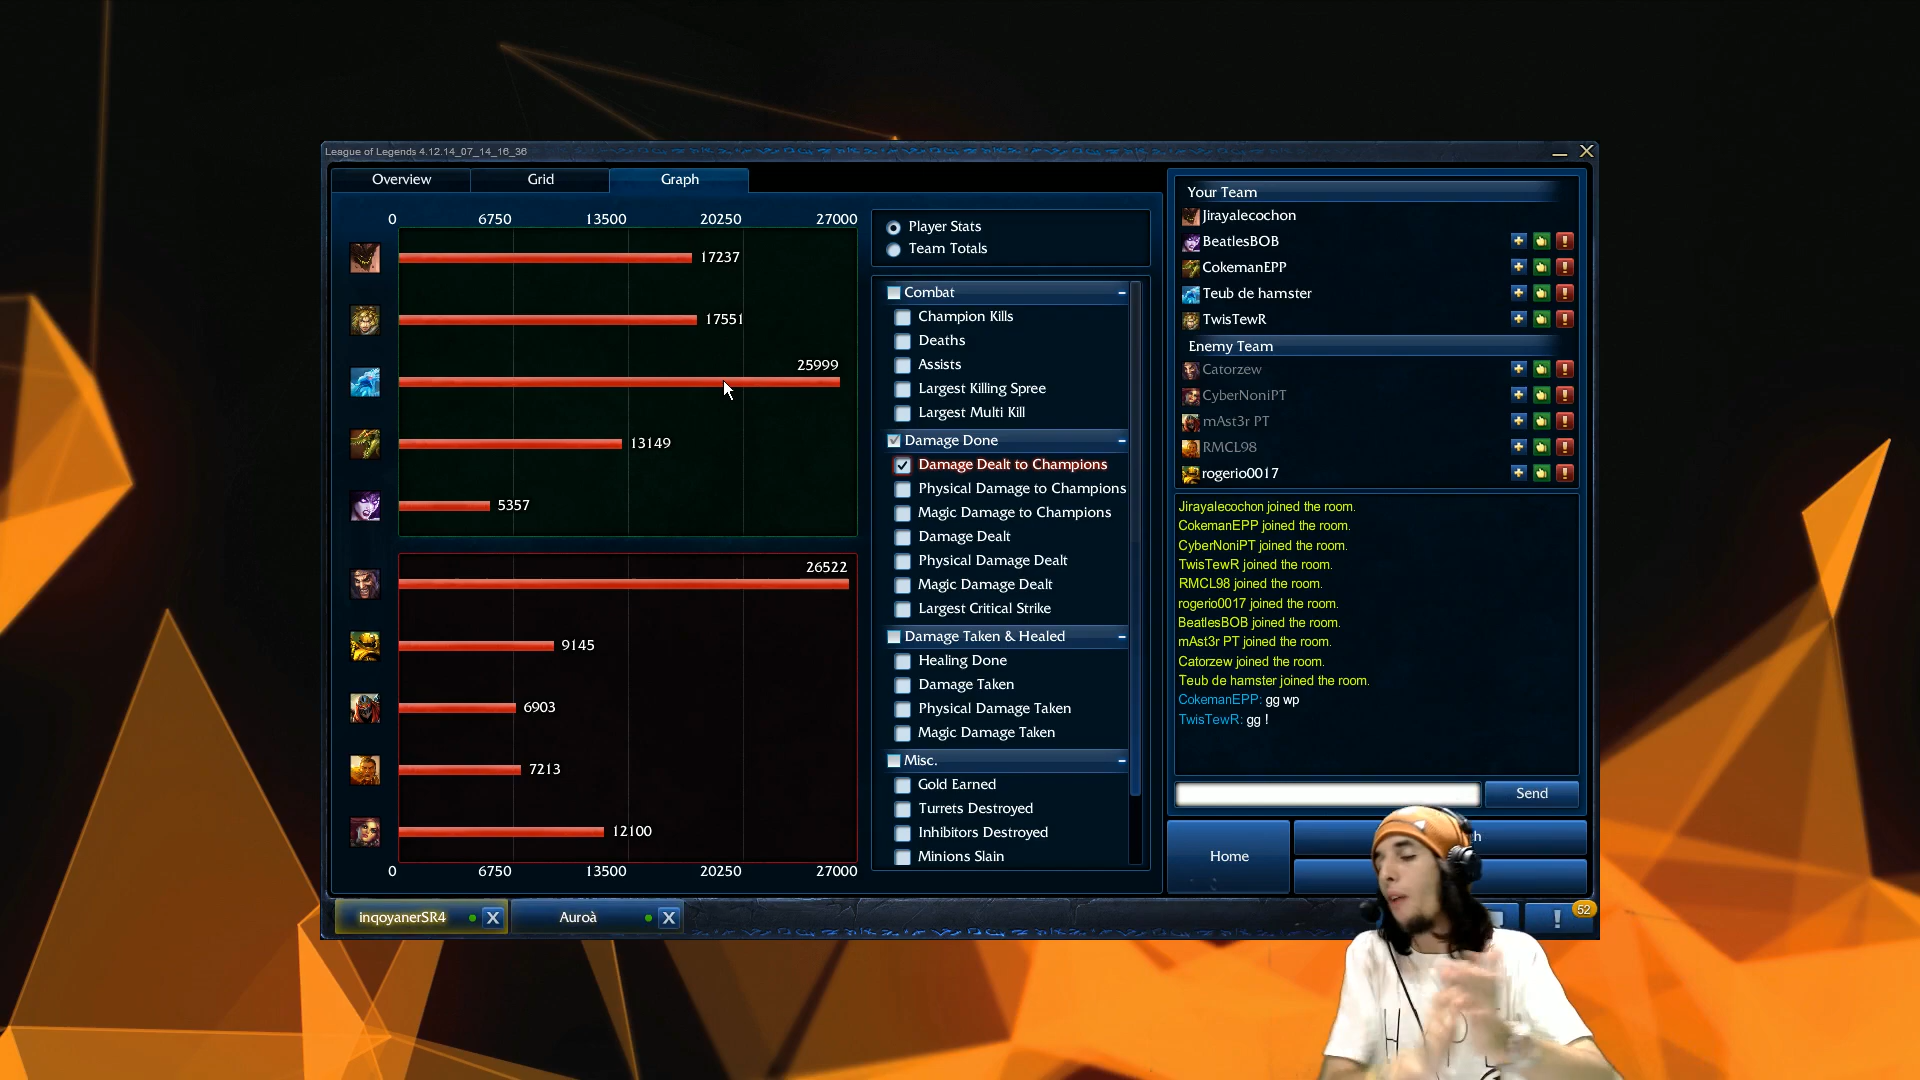 League of Legends 4.12.14_07_14_16_36
Overview
Grid
Graph
0 6750 13500 20250 27000
17237
17551
25999
13149
5357
26522
9145
6903
7213
12100
0 6750 13500 20250 27000
Player Stats
Team Totals
Combat
Champion Kills
Deaths
Assists
Largest Killing Spree
Largest Multi Kill
Damage Done
Damage Dealt to Champions
Physical Damage to Champions
Magic Damage to Champions
Damage Dealt
Physical Damage Dealt
Magic Damage Dealt
Largest Critical Strike
Damage Taken & Healed
Healing Done
Damage Taken
Physical Damage Taken
Magic Damage Taken
Misc.
Gold Earned
Turrets Destroyed
Inhibitors Destroyed
Minions Slain
Your Team
Jirayalecochon
BeatlesBOB
CokemanEPP
Teub de hamster
TwisTewR
Enemy Team
Catorzew
CyberNoniPT
mAst3r PT
RMCL98
rogerio0017
Jirayalecochon joined the room.
CokemanEPP joined the room.
CyberNoniPT joined the room.
TwisTewR joined the room.
RMCL98 joined the room.
rogerio0017 joined the room.
BeatlesBOB joined the room.
mAst3r PT joined the room.
Catorzew joined the room.
Teub de hamster joined the room.
CokemanEPP: gg wp
TwisTewR: gg !
Send
Home
inqoyanerSR4
Auroà
52